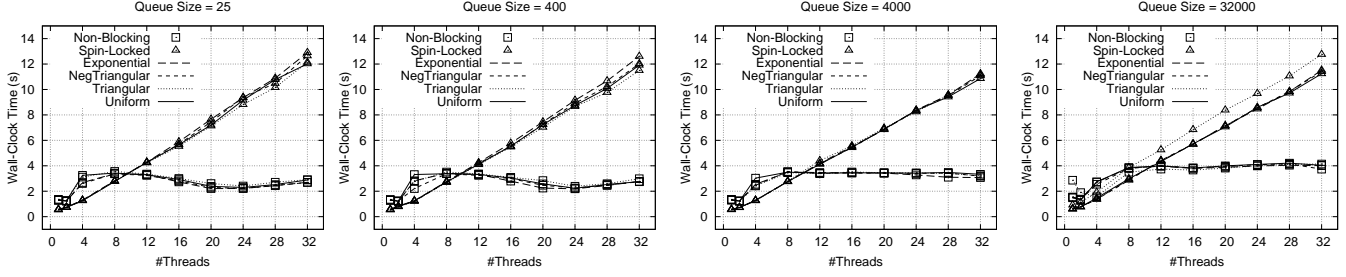 Queue Size = 25
14
12
10
8
6
4
2
0
Wall-Clock Time (s)
Non-Blocking
Spin-Locked
Exponential
NegTriangular
Triangular
Uniform
0 4 8 12 16 20 24 28 32
#Threads
Queue Size = 400
14
12
10
8
6
4
2
0
Wall-Clock Time (s)
Non-Blocking
Spin-Locked
Exponential
NegTriangular
Triangular
Uniform
0 4 8 12 16 20 24 28 32
#Threads
Queue Size = 4000
14
12
10
8
6
4
2
0
Wall-Clock Time (s)
Non-Blocking
Spin-Locked
Exponential
NegTriangular
Triangular
Uniform
0 4 8 12 16 20 24 28 32
#Threads
Queue Size = 32000
14
12
10
8
6
4
2
0
Wall-Clock Time (s)
Non-Blocking
Spin-Locked
Exponential
NegTriangular
Triangular
Uniform
0 4 8 12 16 20 24 28 32
#Threads